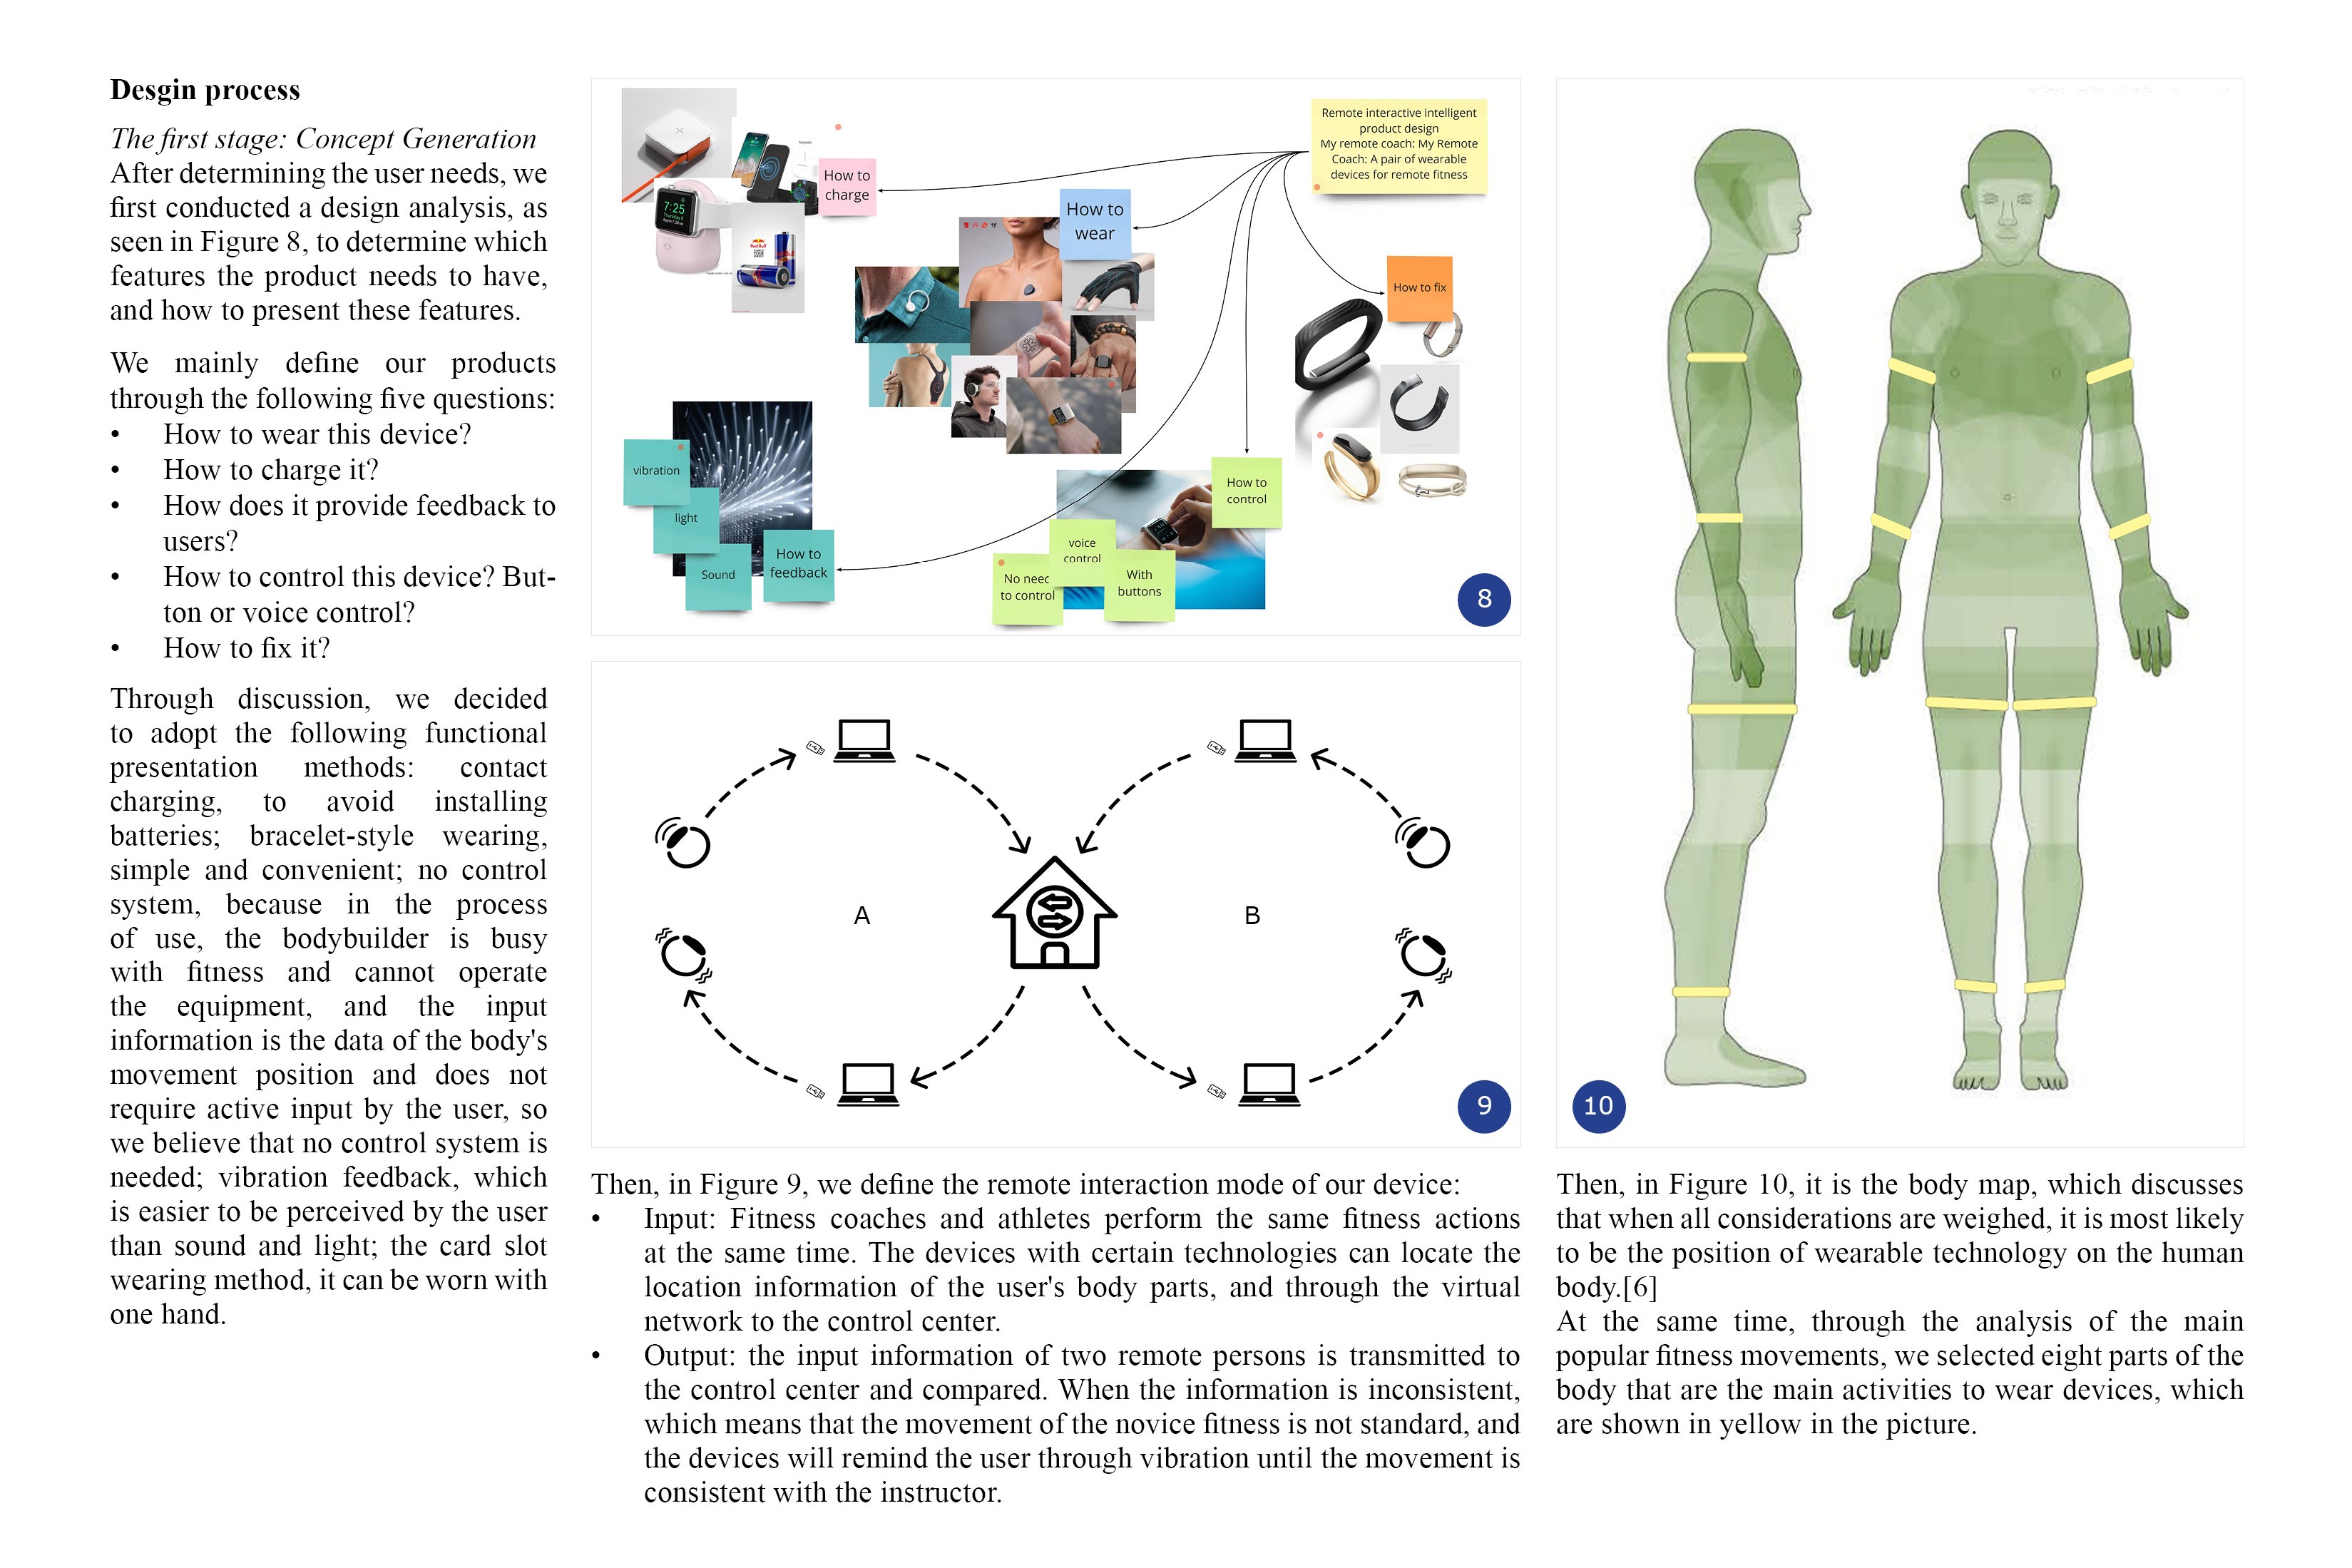 Desgin process
The first stage: Concept Generation
After determining the user needs, we
first conducted a design analysis, as
seen in Figure 8, to determine which
features the product needs to have,
and how to present these features.
We mainly define our products
through the following five questions:
• How to wear this device?
• How to charge it?
• How does it provide feedback to
users?
• How to control this device? But-
ton or voice control?
• How to fix it?
Through discussion, we decided
to adopt the following functional
presentation methods: contact
charging, to avoid installing
batteries; bracelet-style wearing,
simple and convenient; no control
system, because in the process
of use, the bodybuilder is busy
with fitness and cannot operate
the equipment, and the input
information is the data of the body's
movement position and does not
require active input by the user, so
we believe that no control system is
needed; vibration feedback, which
is easier to be perceived by the user
than sound and light; the card slot
wearing method, it can be worn with
one hand.
Remote interactive intelligent
product design
My remote coach: My Remote
Coach: A pair of wearable
devices for remote fitness
How to
charge
7:25
Red Bull
How to
wear
How to fix
vibration
light
Sound
How to
feedback
How to
control
voice
control
No need
to control
With
buttons
8
A
B
9
Then, in Figure 9, we define the remote interaction mode of our device:
• Input: Fitness coaches and athletes perform the same fitness actions
at the same time. The devices with certain technologies can locate the
location information of the user's body parts, and through the virtual
network to the control center.
• Output: the input information of two remote persons is transmitted to
the control center and compared. When the information is inconsistent,
which means that the movement of the novice fitness is not standard, and
the devices will remind the user through vibration until the movement is
consistent with the instructor.
10
Then, in Figure 10, it is the body map, which discusses
that when all considerations are weighed, it is most likely
to be the position of wearable technology on the human
body.[6]
At the same time, through the analysis of the main
popular fitness movements, we selected eight parts of the
body that are the main activities to wear devices, which
are shown in yellow in the picture.